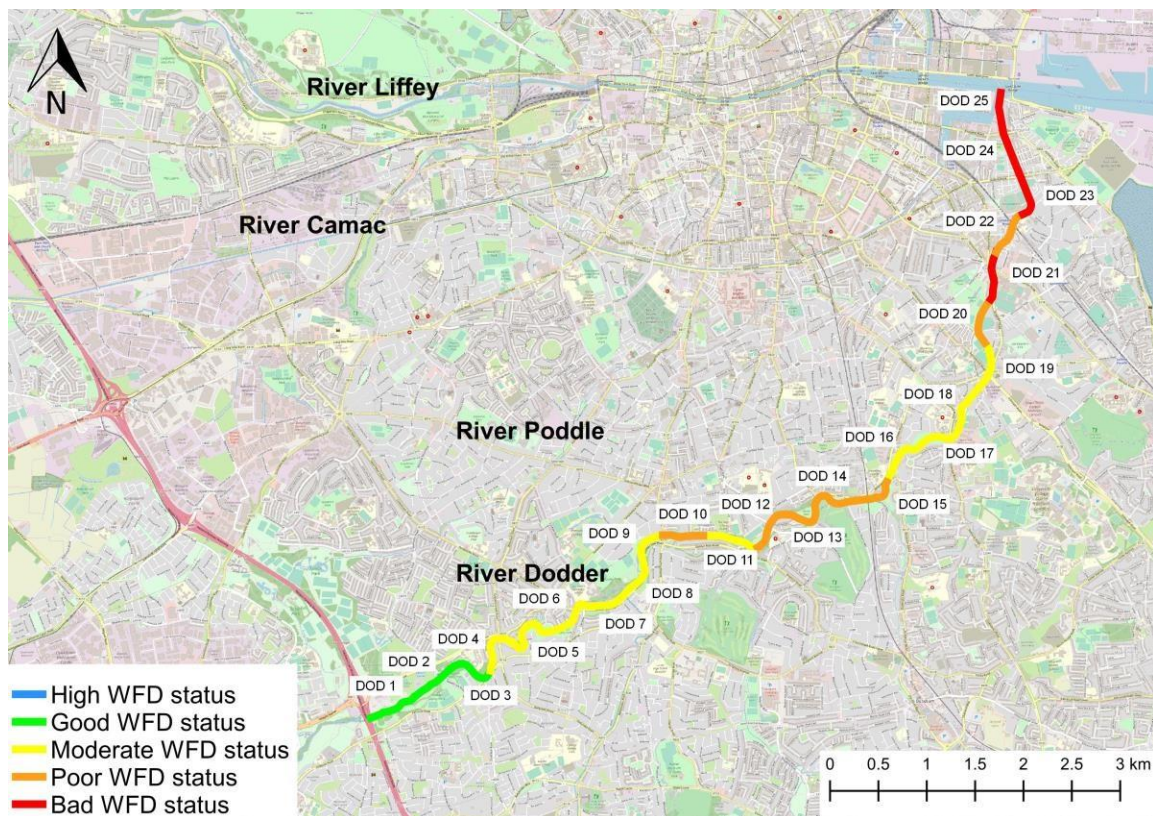 River Liffey
N
DOD 25
DOD 24
DOD 23
DOD 22
River Camac
DOD 21
DOD 20
DOD 19
DOD 18
River Poddle
DOD 16
DOD 17
DOD 14
DOD 15
DOD 12
DOD 10
DOD 13
DOD 9
DOD 11
River Dodder
DOD 8
DOD 6
DOD 7
DOD 4
DOD 5
DOD 2
DOD 3
DOD 1
High WFD status
Good WFD status
Moderate WFD status
Poor WFD status
Bad WFD status
0 0.5 1 1.5 2 2.5 3 km